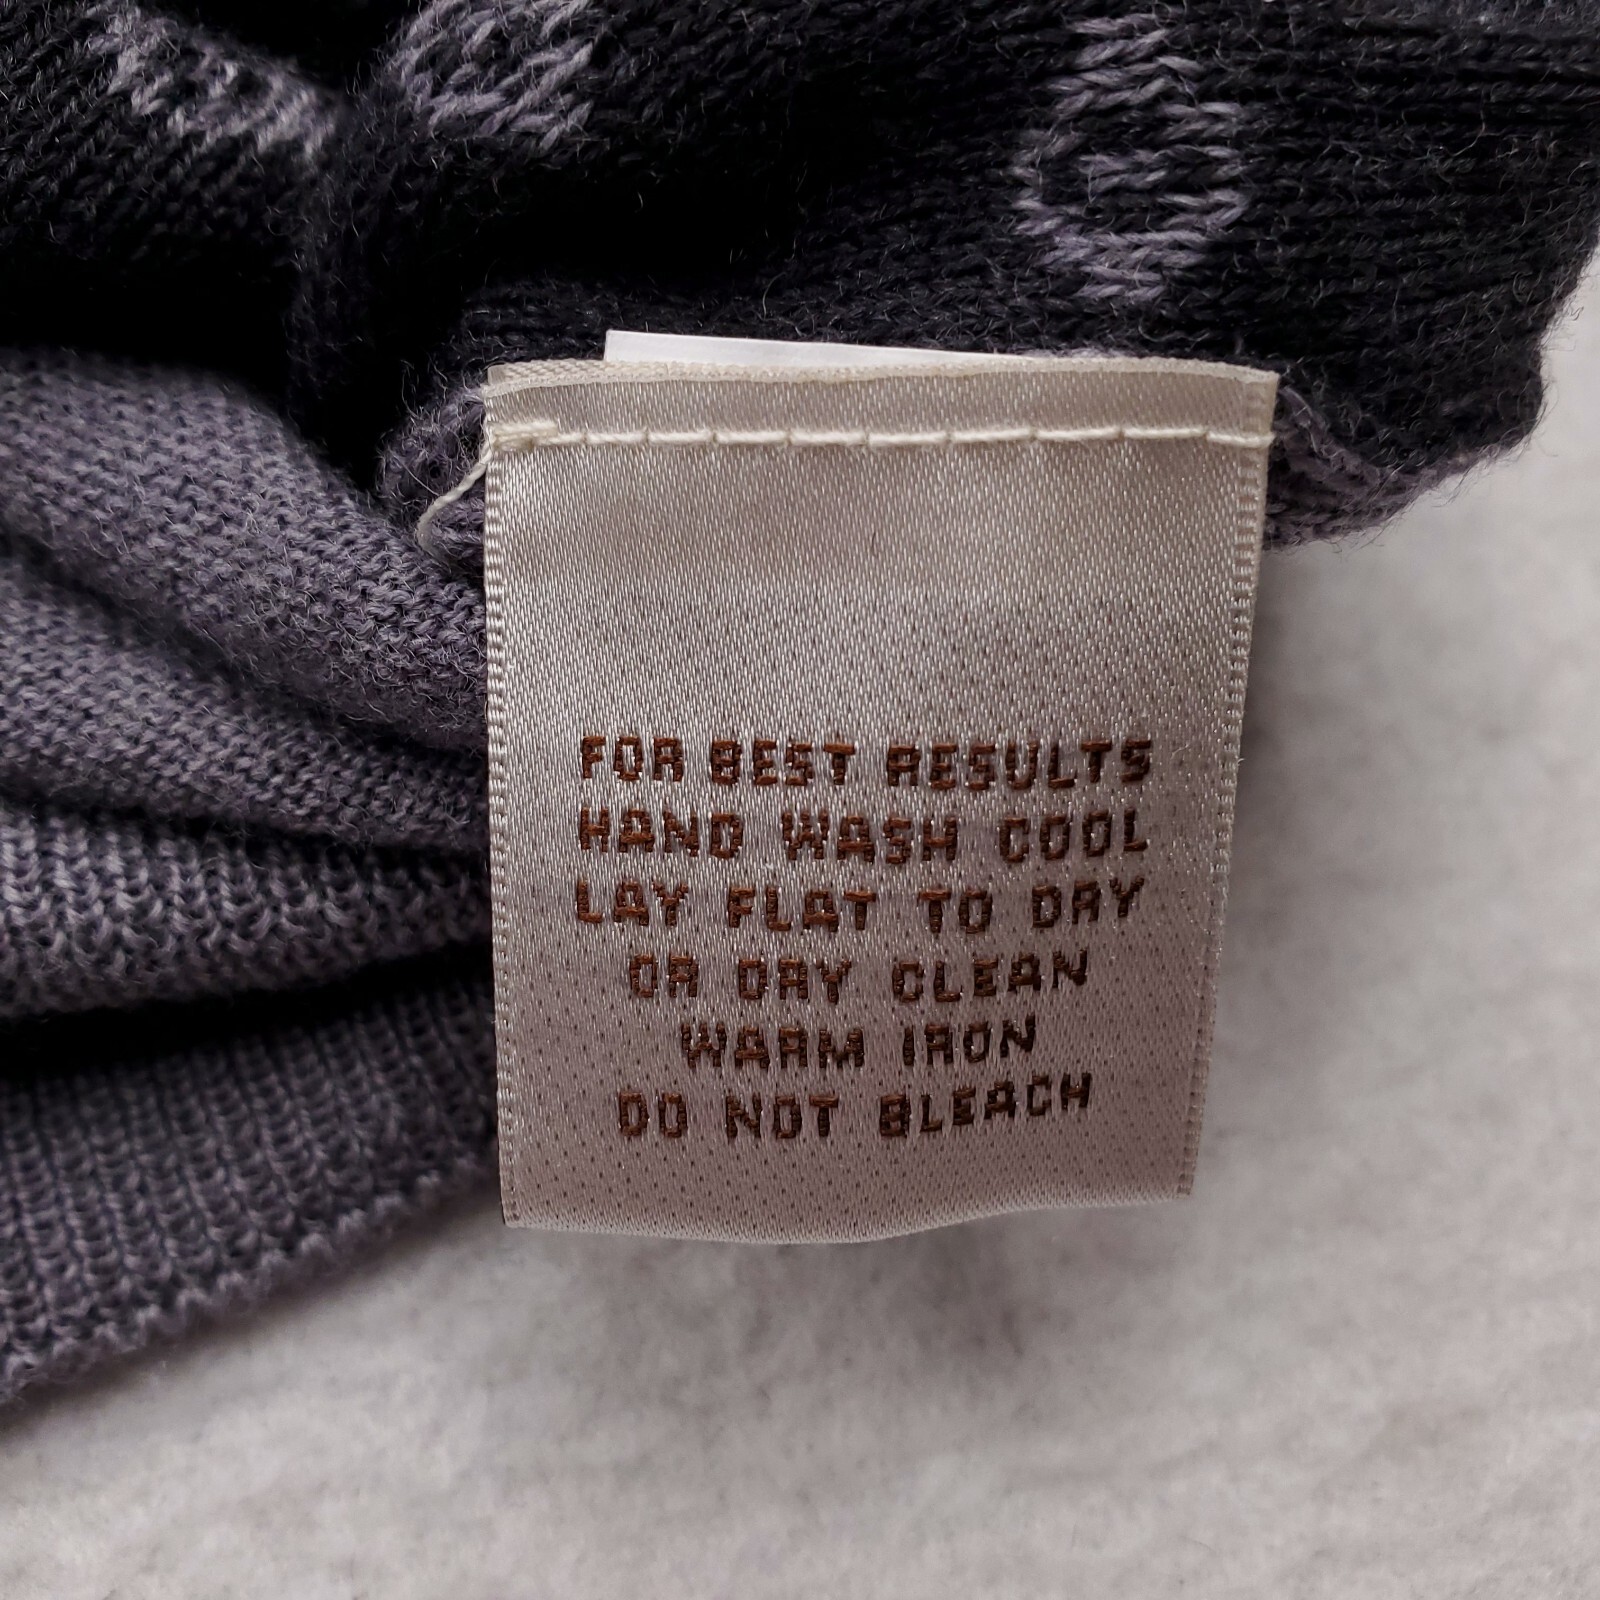 FOR BEST RESULTS
HAND WASH COOL
LAY FLAT TO DRY
OR DRY CLEAN
WARM IRON
DO NOT BLEACH